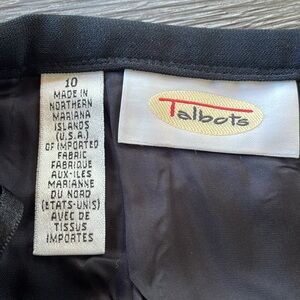 10
MADE IN
NORTHERN
MARIANA
ISLANDS
(U.S.A.)
OF IMPORTED
FABRIC
FABRIQUE
AUX-ILES
MARIANNE
DU NORD
(ETATS-UNIS)
AVEC DE
TISSUS
IMPORTES
Talbots